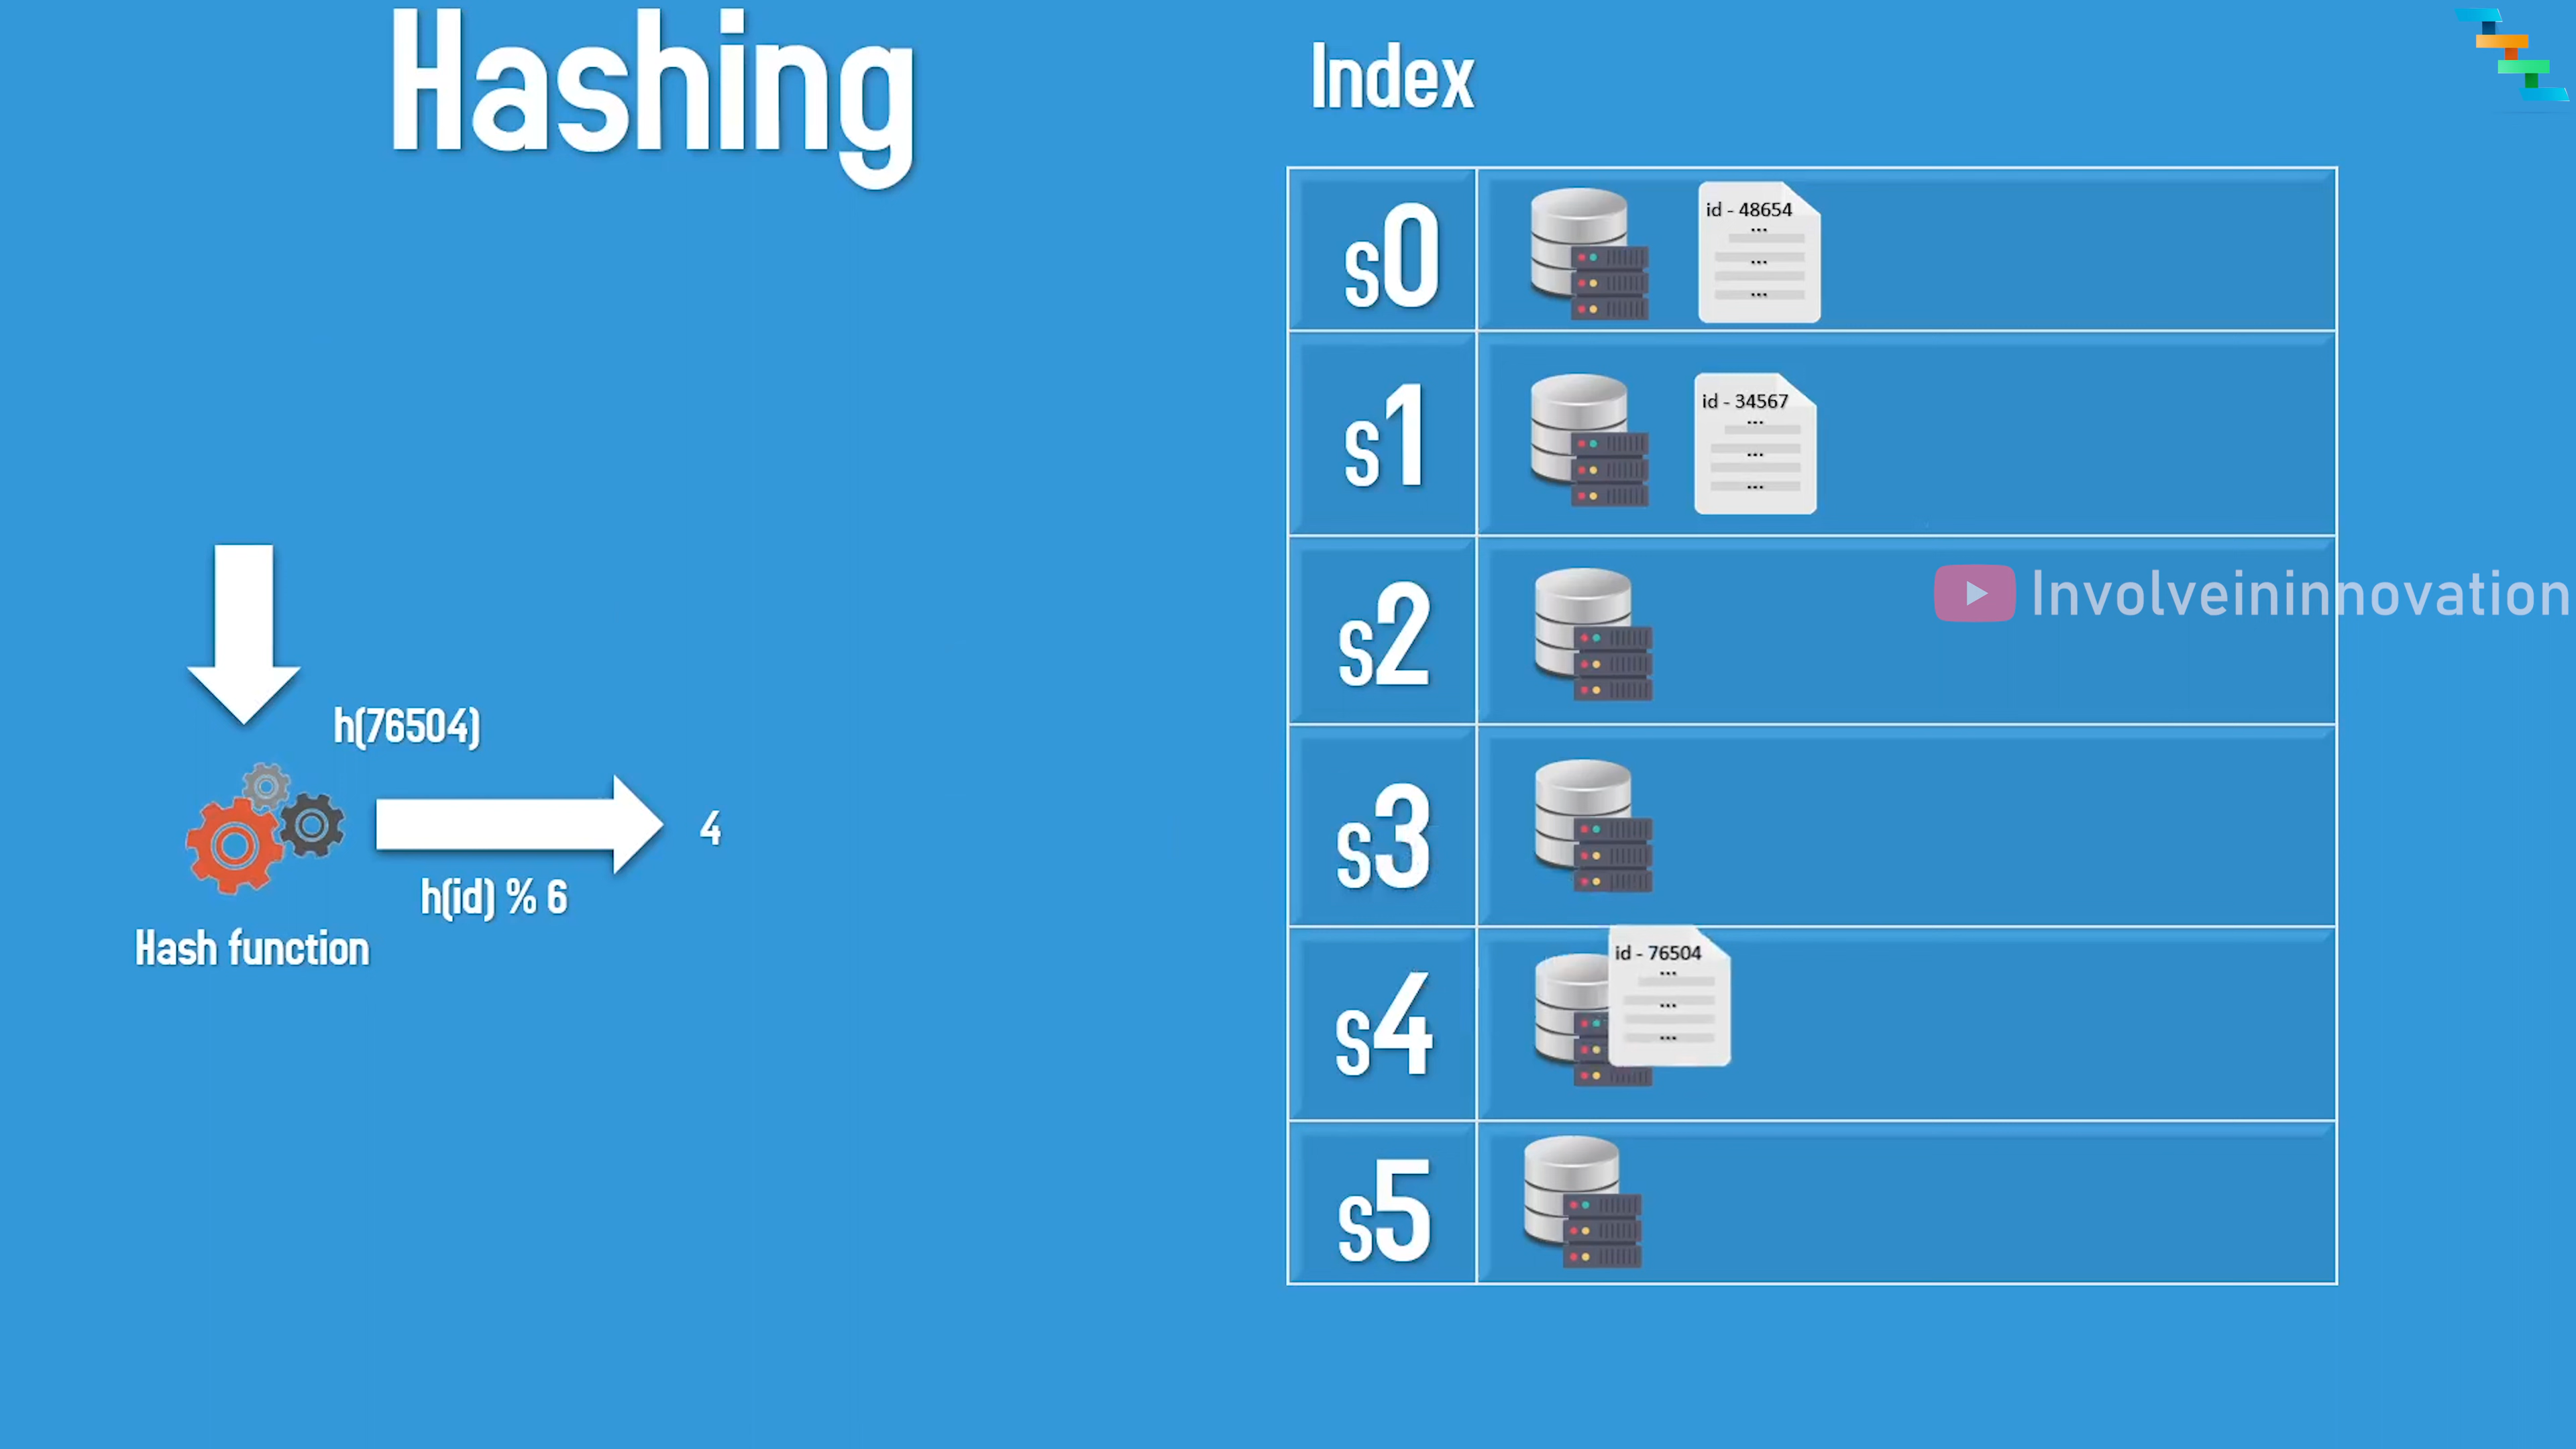 Hashing
Index
s0
id - 48654
...
...
...
s1
id - 34567
...
...
...
s2
Involveininnovation
h(76504)
s3
4
h(id) % 6
Hash function
s4
id - 76504
...
...
...
s5